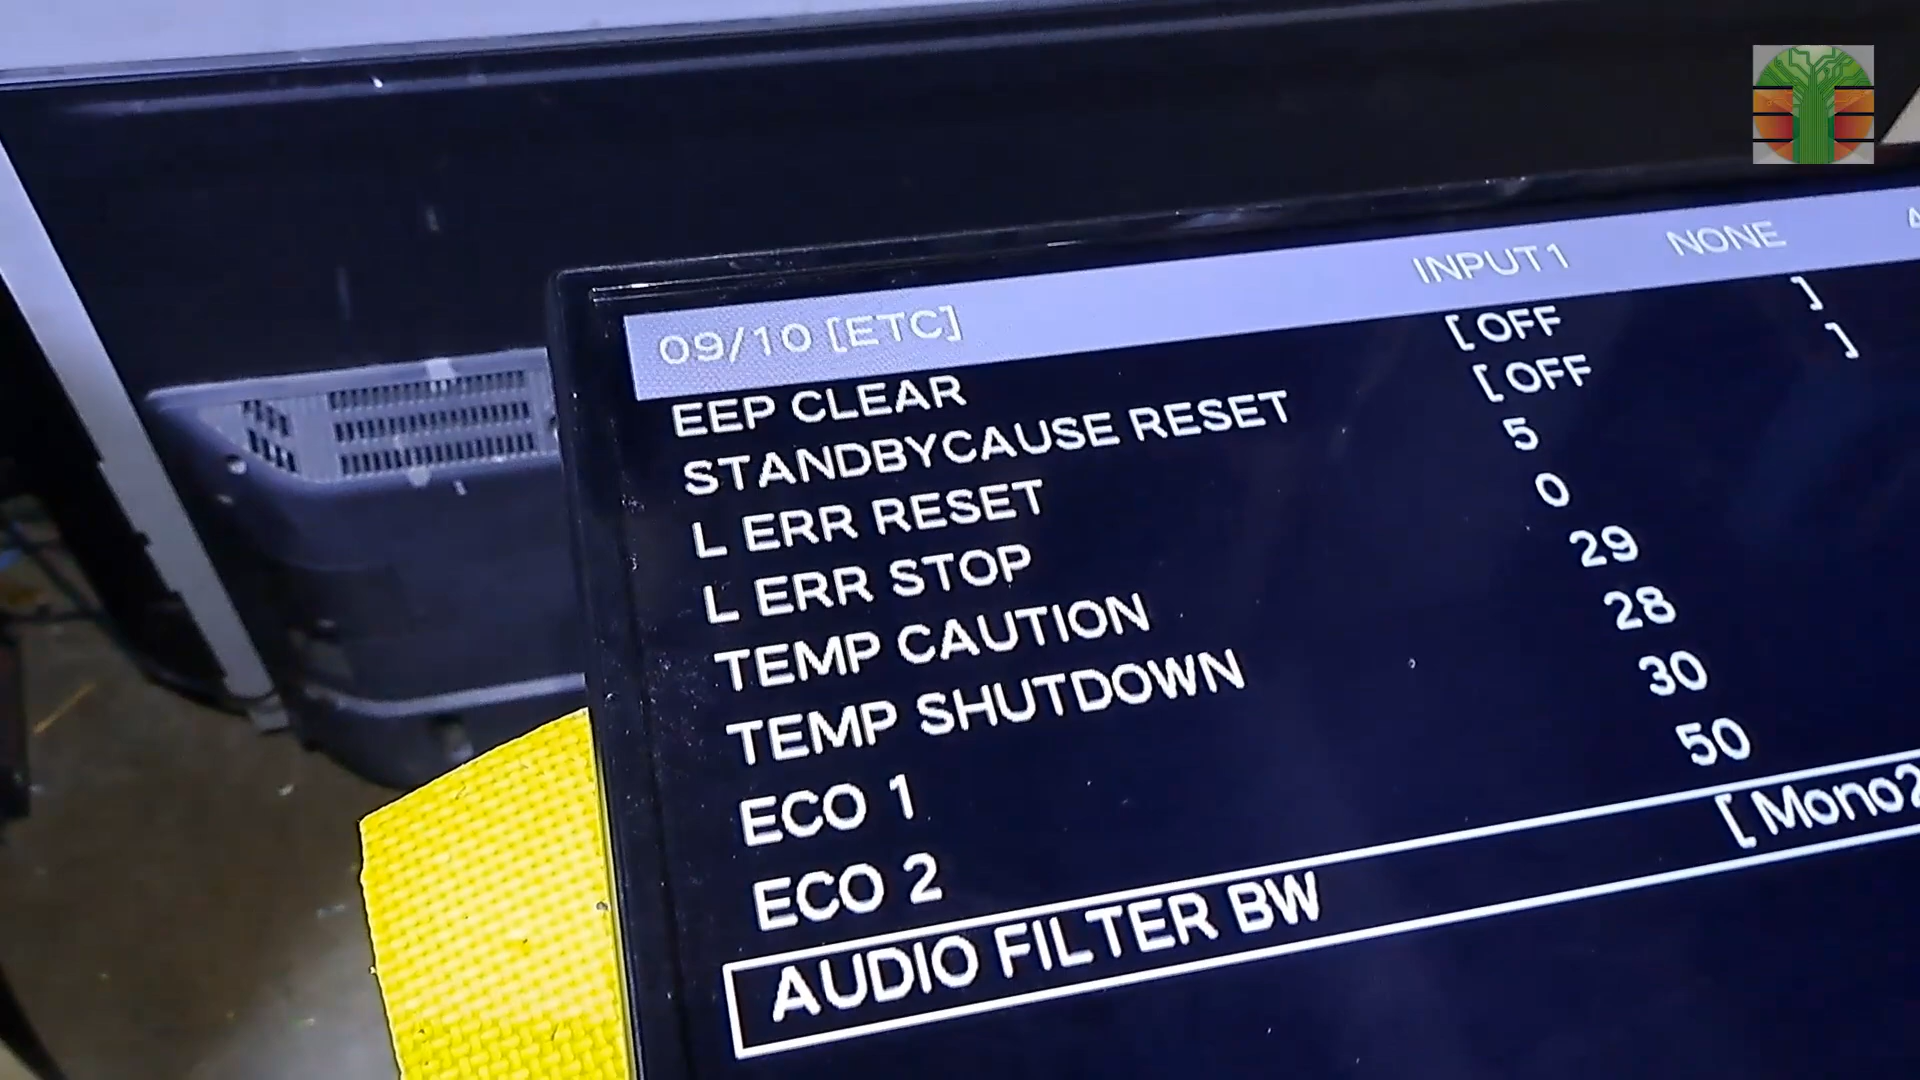 09/10 [ETC] INPUT1 NONE
EEP CLEAR [ OFF ]
STANDBYCAUSE RESET [ OFF ]
L ERR RESET 5
L ERR STOP 0
TEMP CAUTION 29
TEMP SHUTDOWN 28
ECO 1 30
ECO 2 50
AUDIO FILTER BW [ Mono2